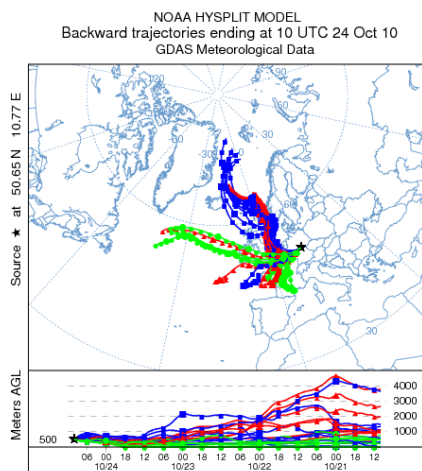 NOAA HYSPLIT MODEL
Backward trajectories ending at 10 UTC 24 Oct 10
GDAS Meteorological Data
Source ★ at 50.65 N 10.77 E
-30
0
30
60
30
Meters AGL
500
4000
3000
2000
1000
06 00 18 12 06 00 18 12 06 00 18 12 06 00 18 12
10/24 10/23 10/22 10/21